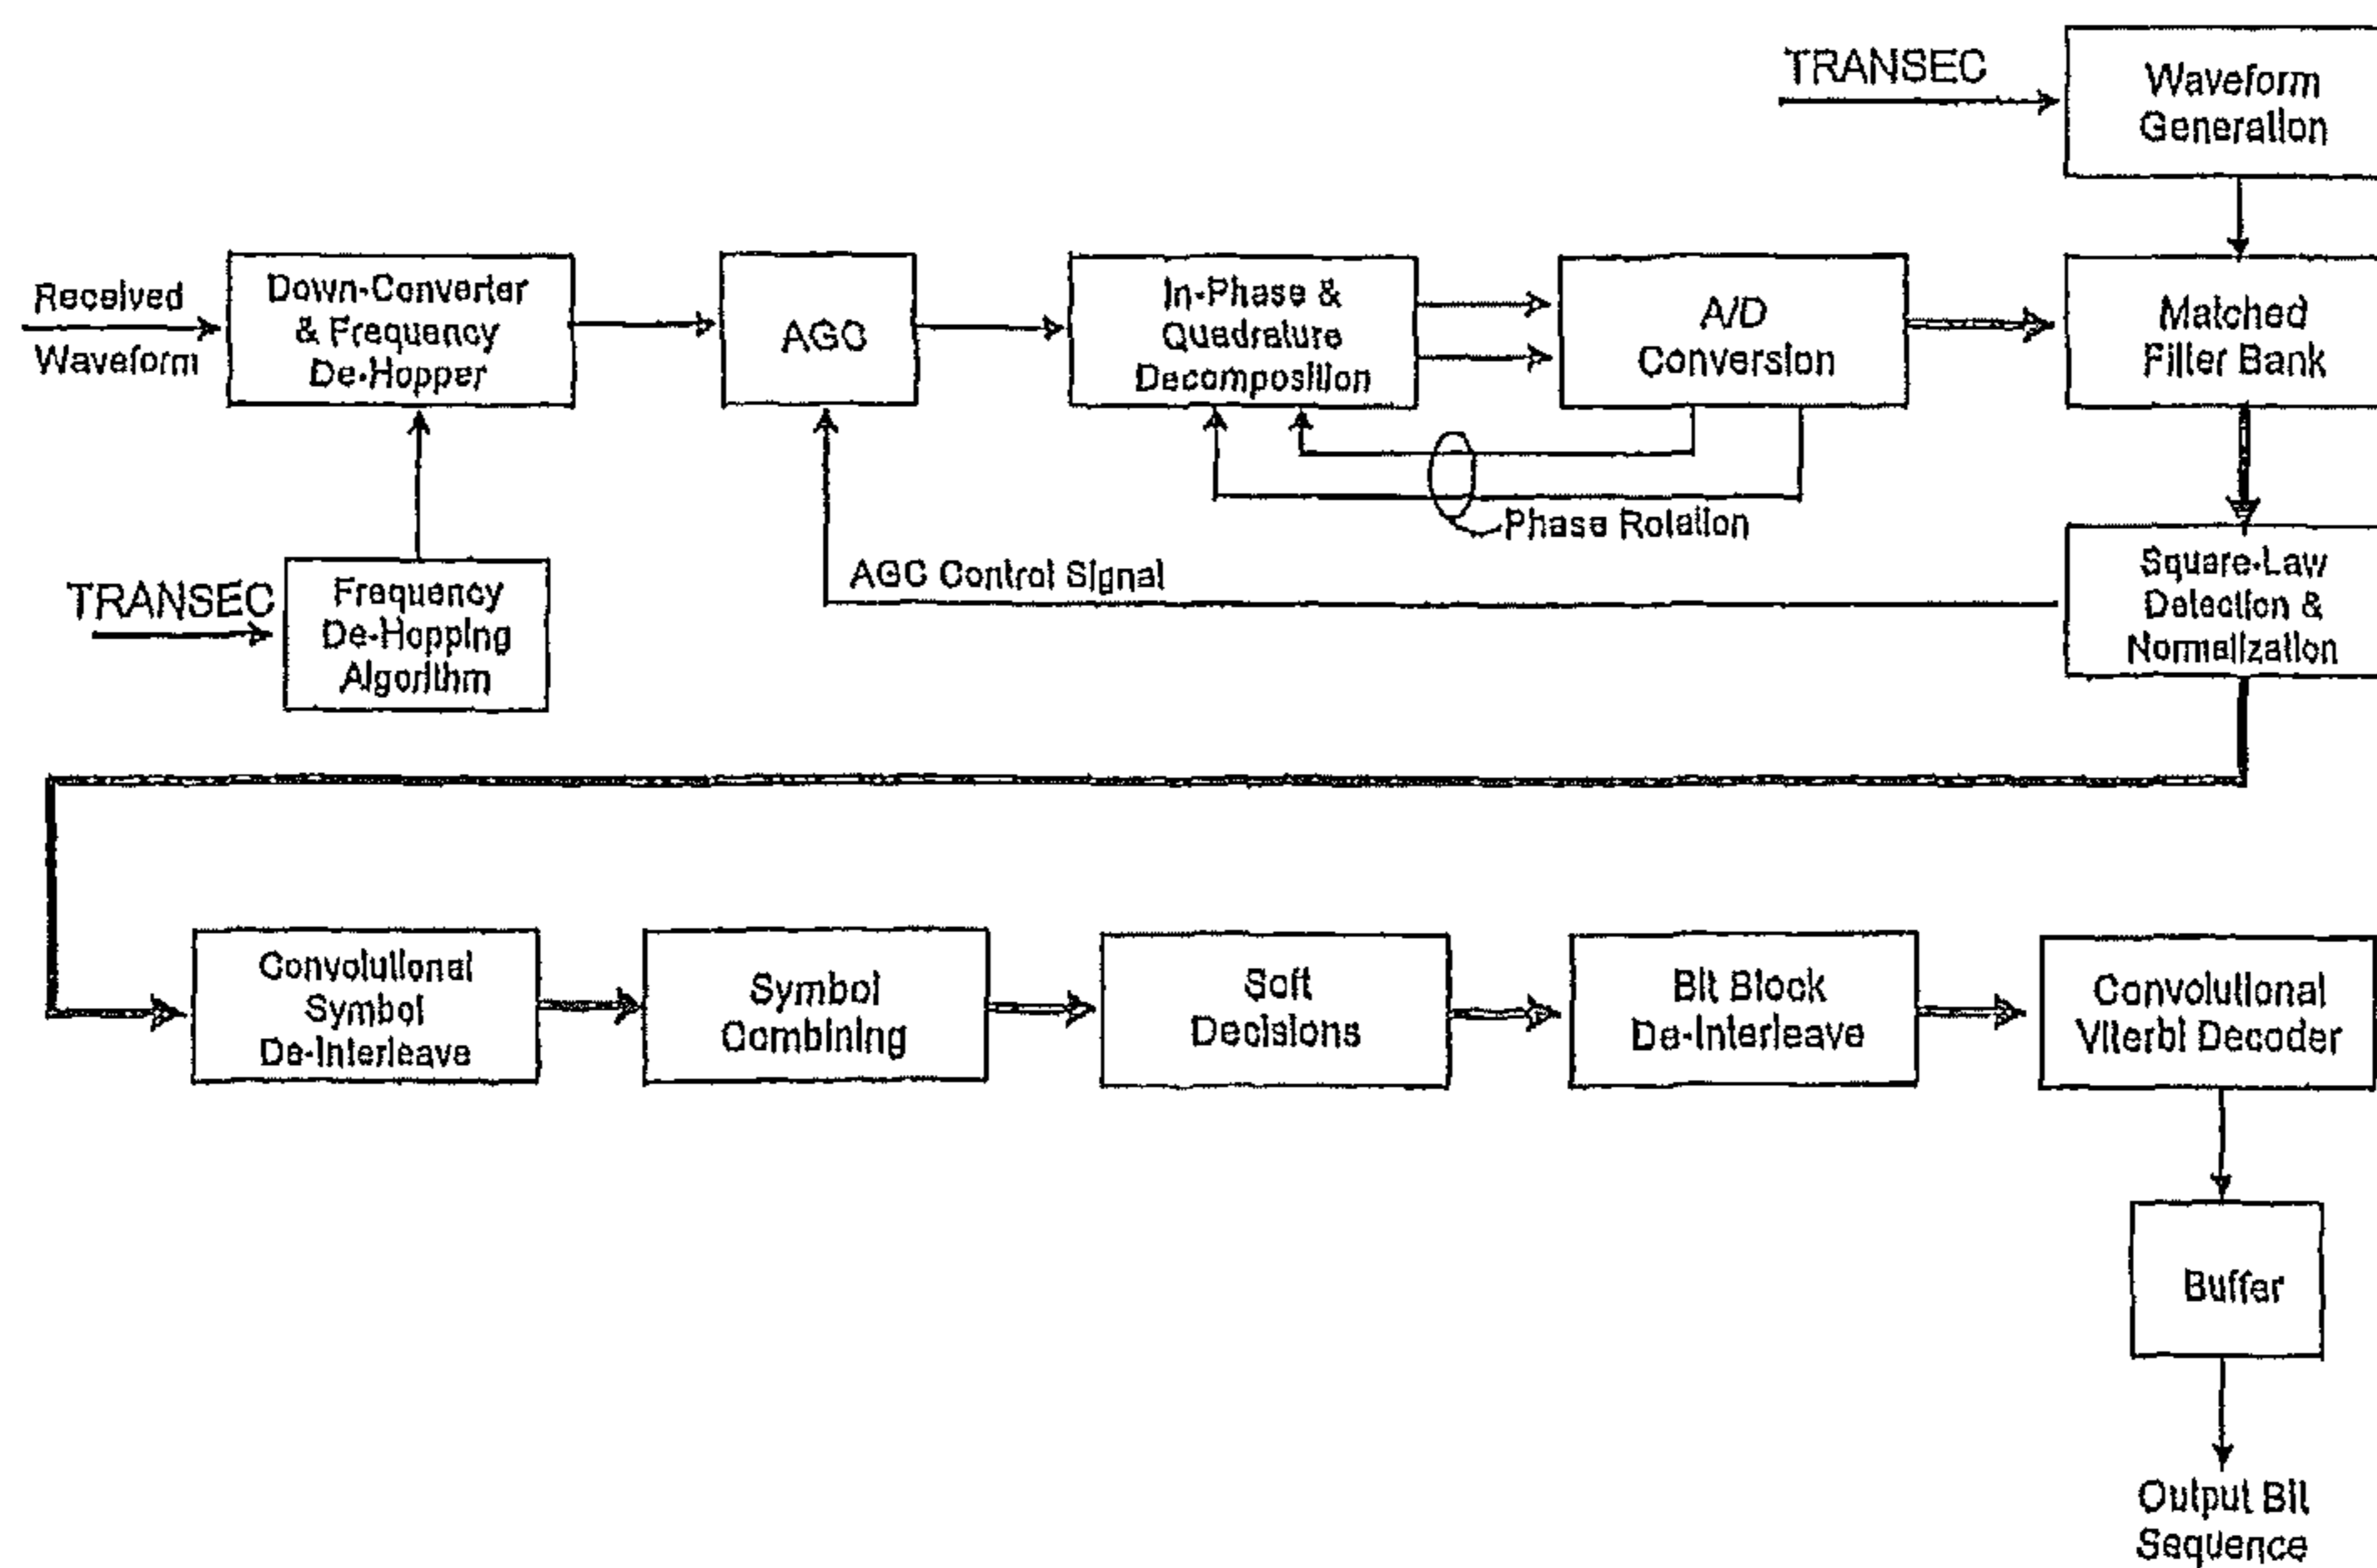 TRANSEC
Waveform
Generation
Received
Waveform
Down-Converter
& Frequency
De-Hopper
AGC
In-Phase &
Quadrature
Decomposition
A/D
Conversion
Matched
Filter Bank
Phase Rotation
AGC Control Signal
TRANSEC
Frequency
De-Hopping
Algorithm
Square-Law
Detection &
Normalization
Convolutional
Symbol
De-Interleave
Symbol
Combining
Soft
Decisions
Bit Block
De-Interleave
Convolutional
Viterbi Decoder
Buffer
Output Bit
Sequence